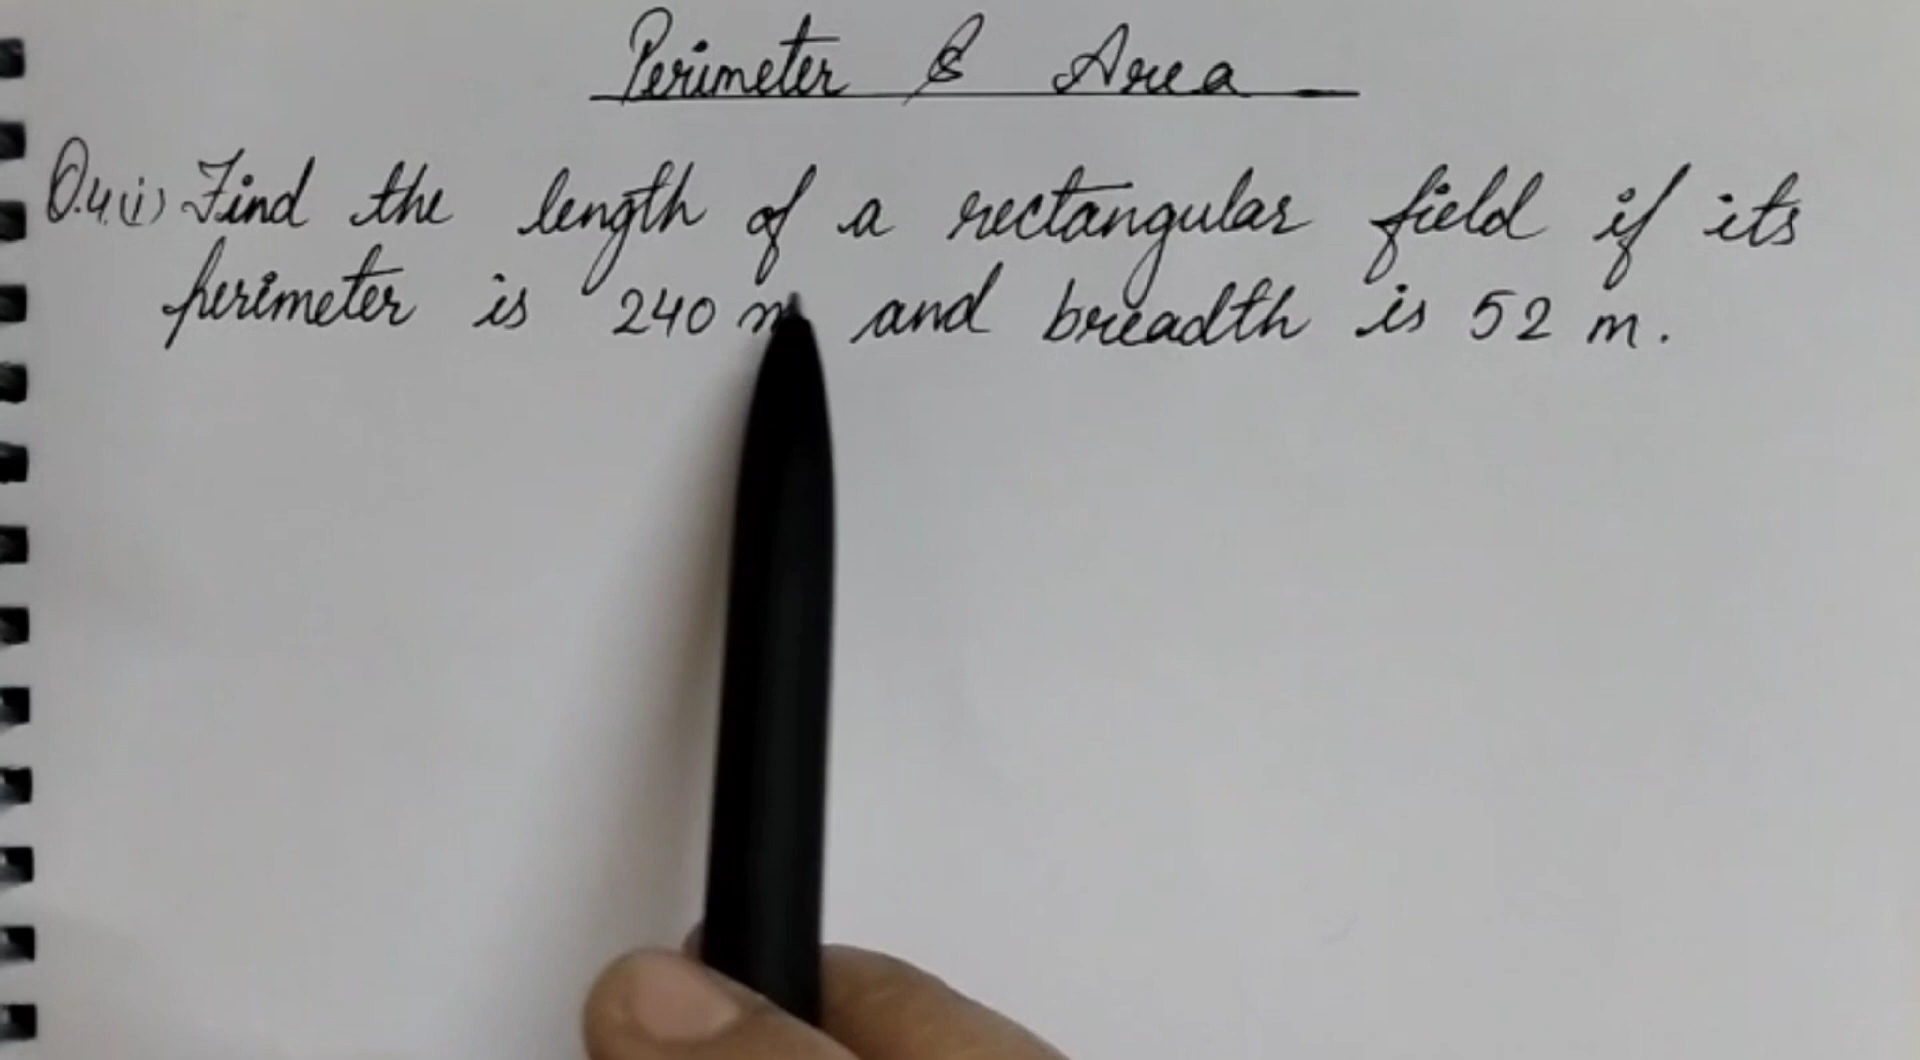 Perimeter & Area
Q.4(i) Find the length of a rectangular field if its
perimeter is 240 m and breadth is 52 m.